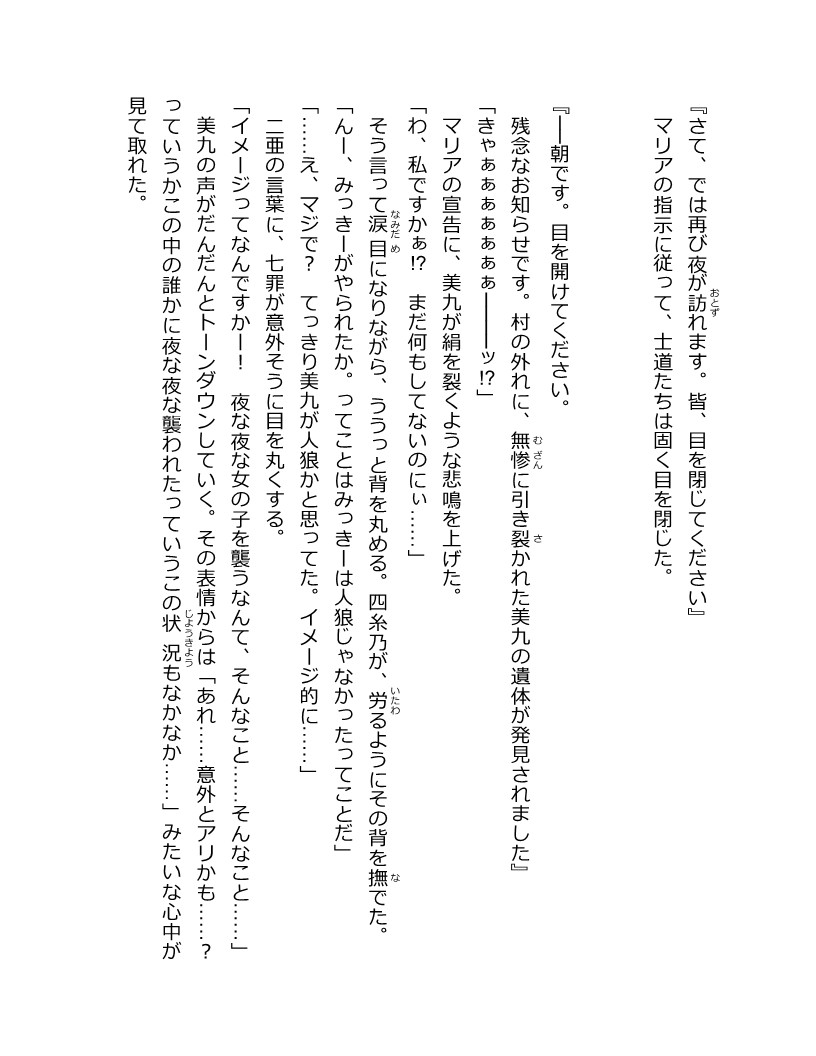 『さて、では再び夜が訪れます。皆、目を閉じてください』
マリアの指示に従って、士道たちは固く目を閉じた。
『――朝です。目を開けてください。
残念なお知らせです。村の外れに、無惨に引き裂かれた美九の遺体が発見されました』
「きゃぁぁぁぁぁぁぁ――――ッ⁉」
マリアの宣告に、美九が絹を裂くような悲鳴を上げた。
「わ、私ですかぁ⁉　まだ何もしてないのにぃ……」
そう言って涙目になりながら、ううっと背を丸める。四糸乃が、労るようにその背を撫でた。
「んー、みっきーがやられたか。ってことはみっきーは人狼じゃなかったってことだ」
「……え、マジで？　てっきり美九が人狼かと思ってた。イメージ的に……」
二亜の言葉に、七罪が意外そうに目を丸くする。
「イメージってなんですかー！　夜な夜な女の子を襲うなんて、そんなこと……そんなこと……」
美九の声がだんだんとトーンダウンしていく。その表情からは「あれ……意外とアリかも……？
っていうかこの中の誰かに夜な夜な襲われたっていうこの状況もなかなか……」みたいな心中が
見て取れた。